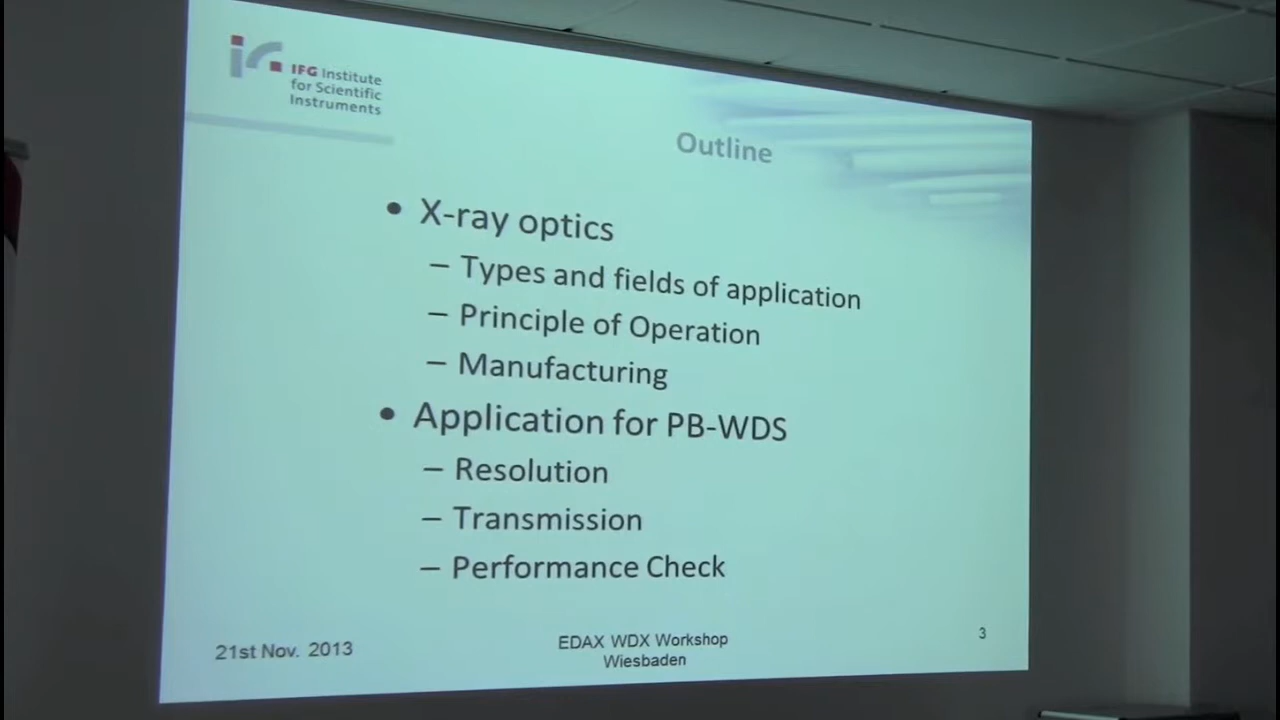 IFG Institute
for Scientific
Instruments
Outline
• X-ray optics
– Types and fields of application
– Principle of Operation
– Manufacturing
• Application for PB-WDS
– Resolution
– Transmission
– Performance Check
21st Nov. 2013
EDAX WDX Workshop
Wiesbaden
3